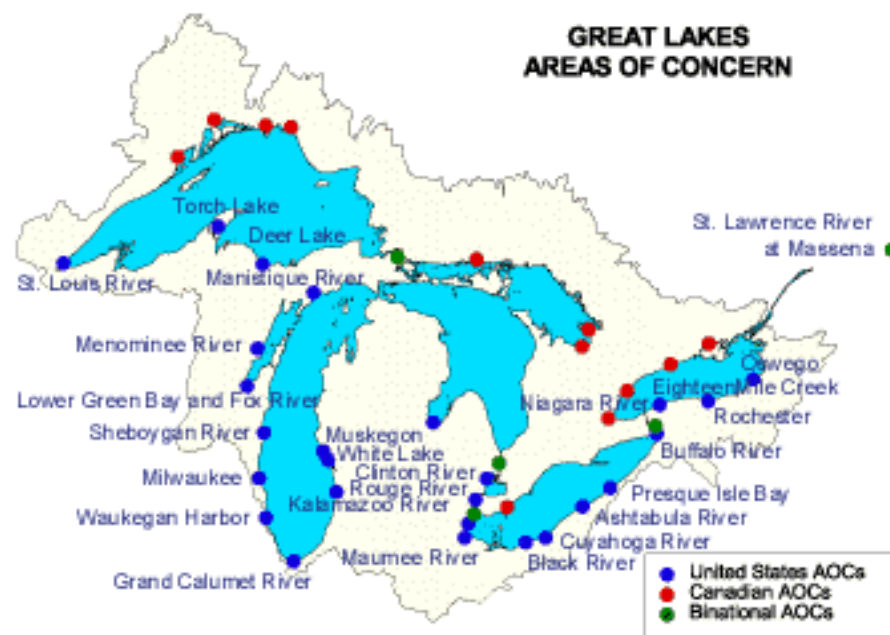 GREAT LAKES
AREAS OF CONCERN
Torch Lake
Deer Lake
St. Lawrence River
at Massena
St. Louis River
Manistique River
Menominee River
Oswego
Eighteen Mile Creek
Lower Green Bay and Fox River
Niagara River
Rochester
Sheboygan River
Muskegon
White Lake
Buffalo River
Milwaukee
Clinton River
Rouge River
Presque Isle Bay
Kalamazoo River
Waukegan Harbor
Ashtabula River
Cuyahoga River
Maumee River
Black River
Grand Calumet River
United States AOCs
Canadian AOCs
Binational AOCs